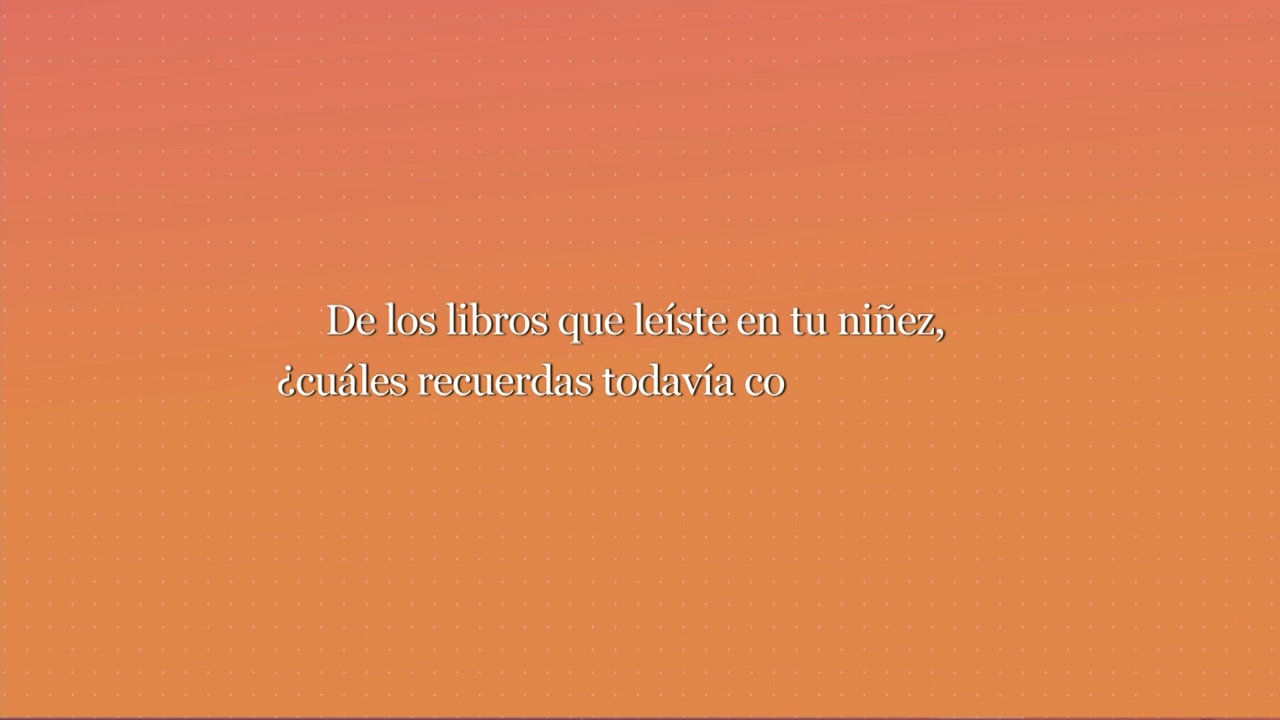 De los libros que leíste en tu niñez,
¿cuáles recuerdas todavía co